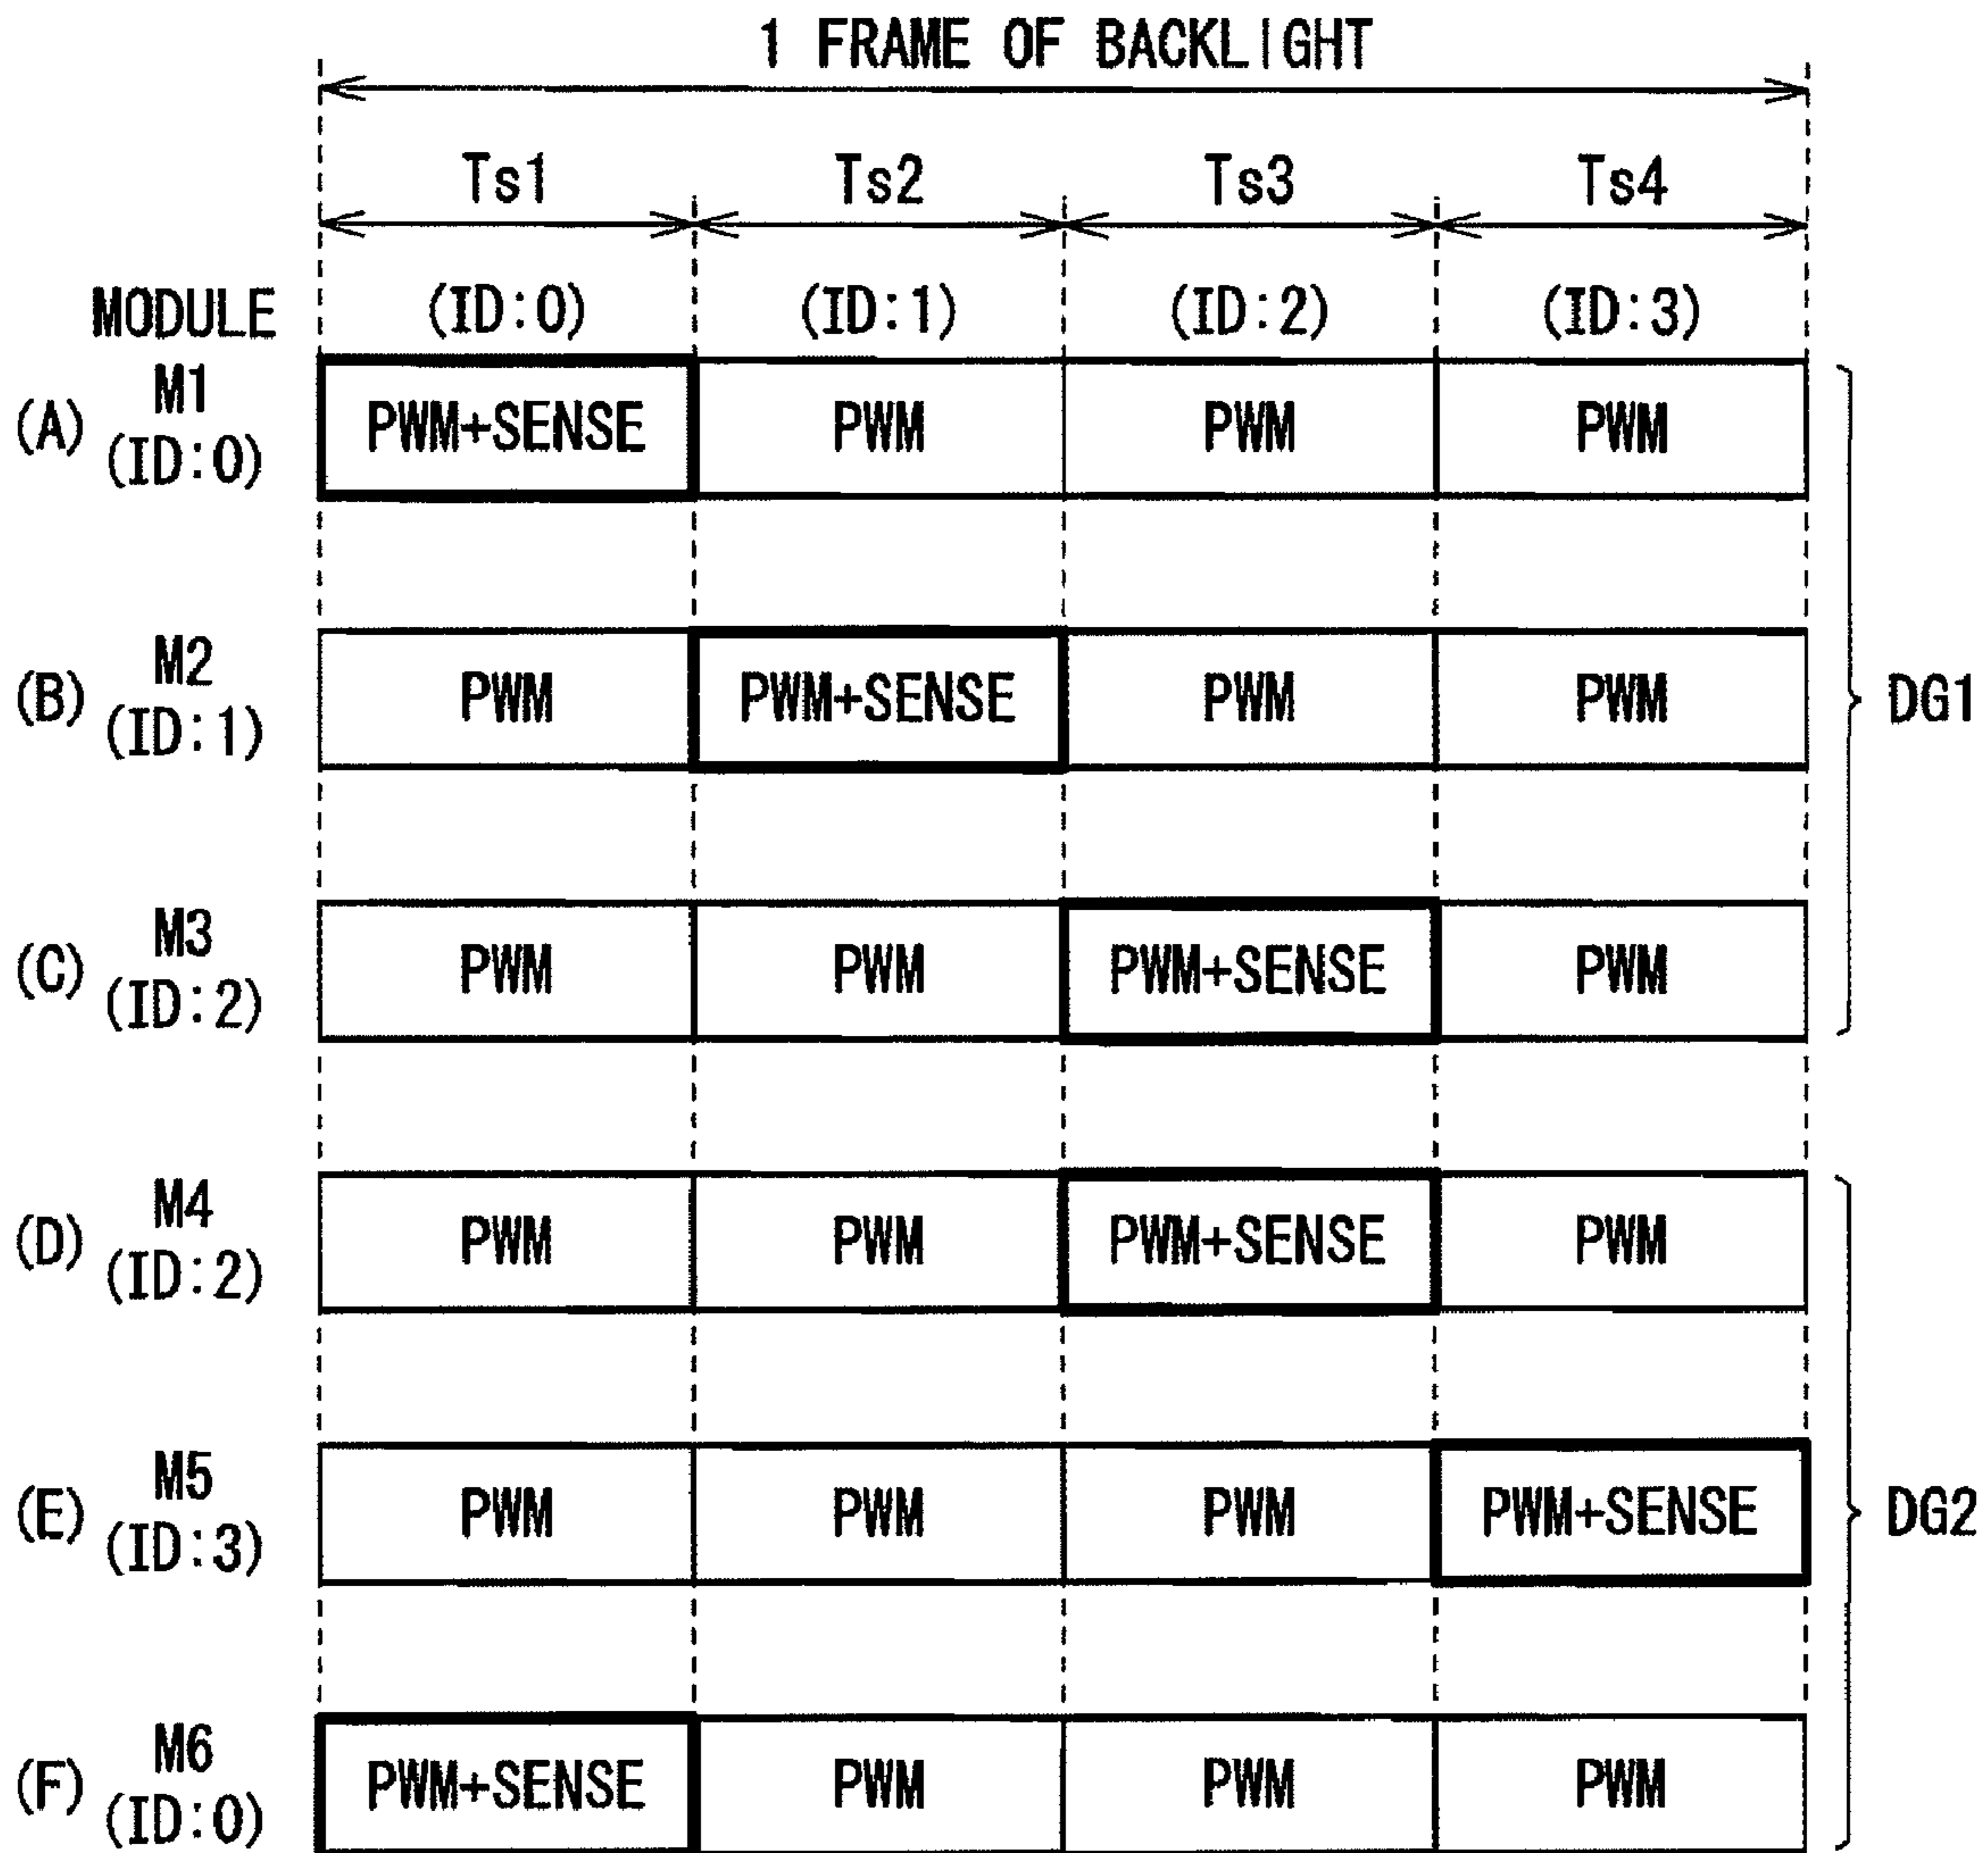 1 FRAME OF BACKLIGHT
Ts1 Ts2 Ts3 Ts4
MODULE (ID:0) (ID:1) (ID:2) (ID:3)
(A) M1 (ID:0) PWM+SENSE PWM PWM PWM
(B) M2 (ID:1) PWM PWM+SENSE PWM PWM
DG1
(C) M3 (ID:2) PWM PWM PWM+SENSE PWM
(D) M4 (ID:2) PWM PWM PWM+SENSE PWM
(E) M5 (ID:3) PWM PWM PWM PWM+SENSE
DG2
(F) M6 (ID:0) PWM+SENSE PWM PWM PWM